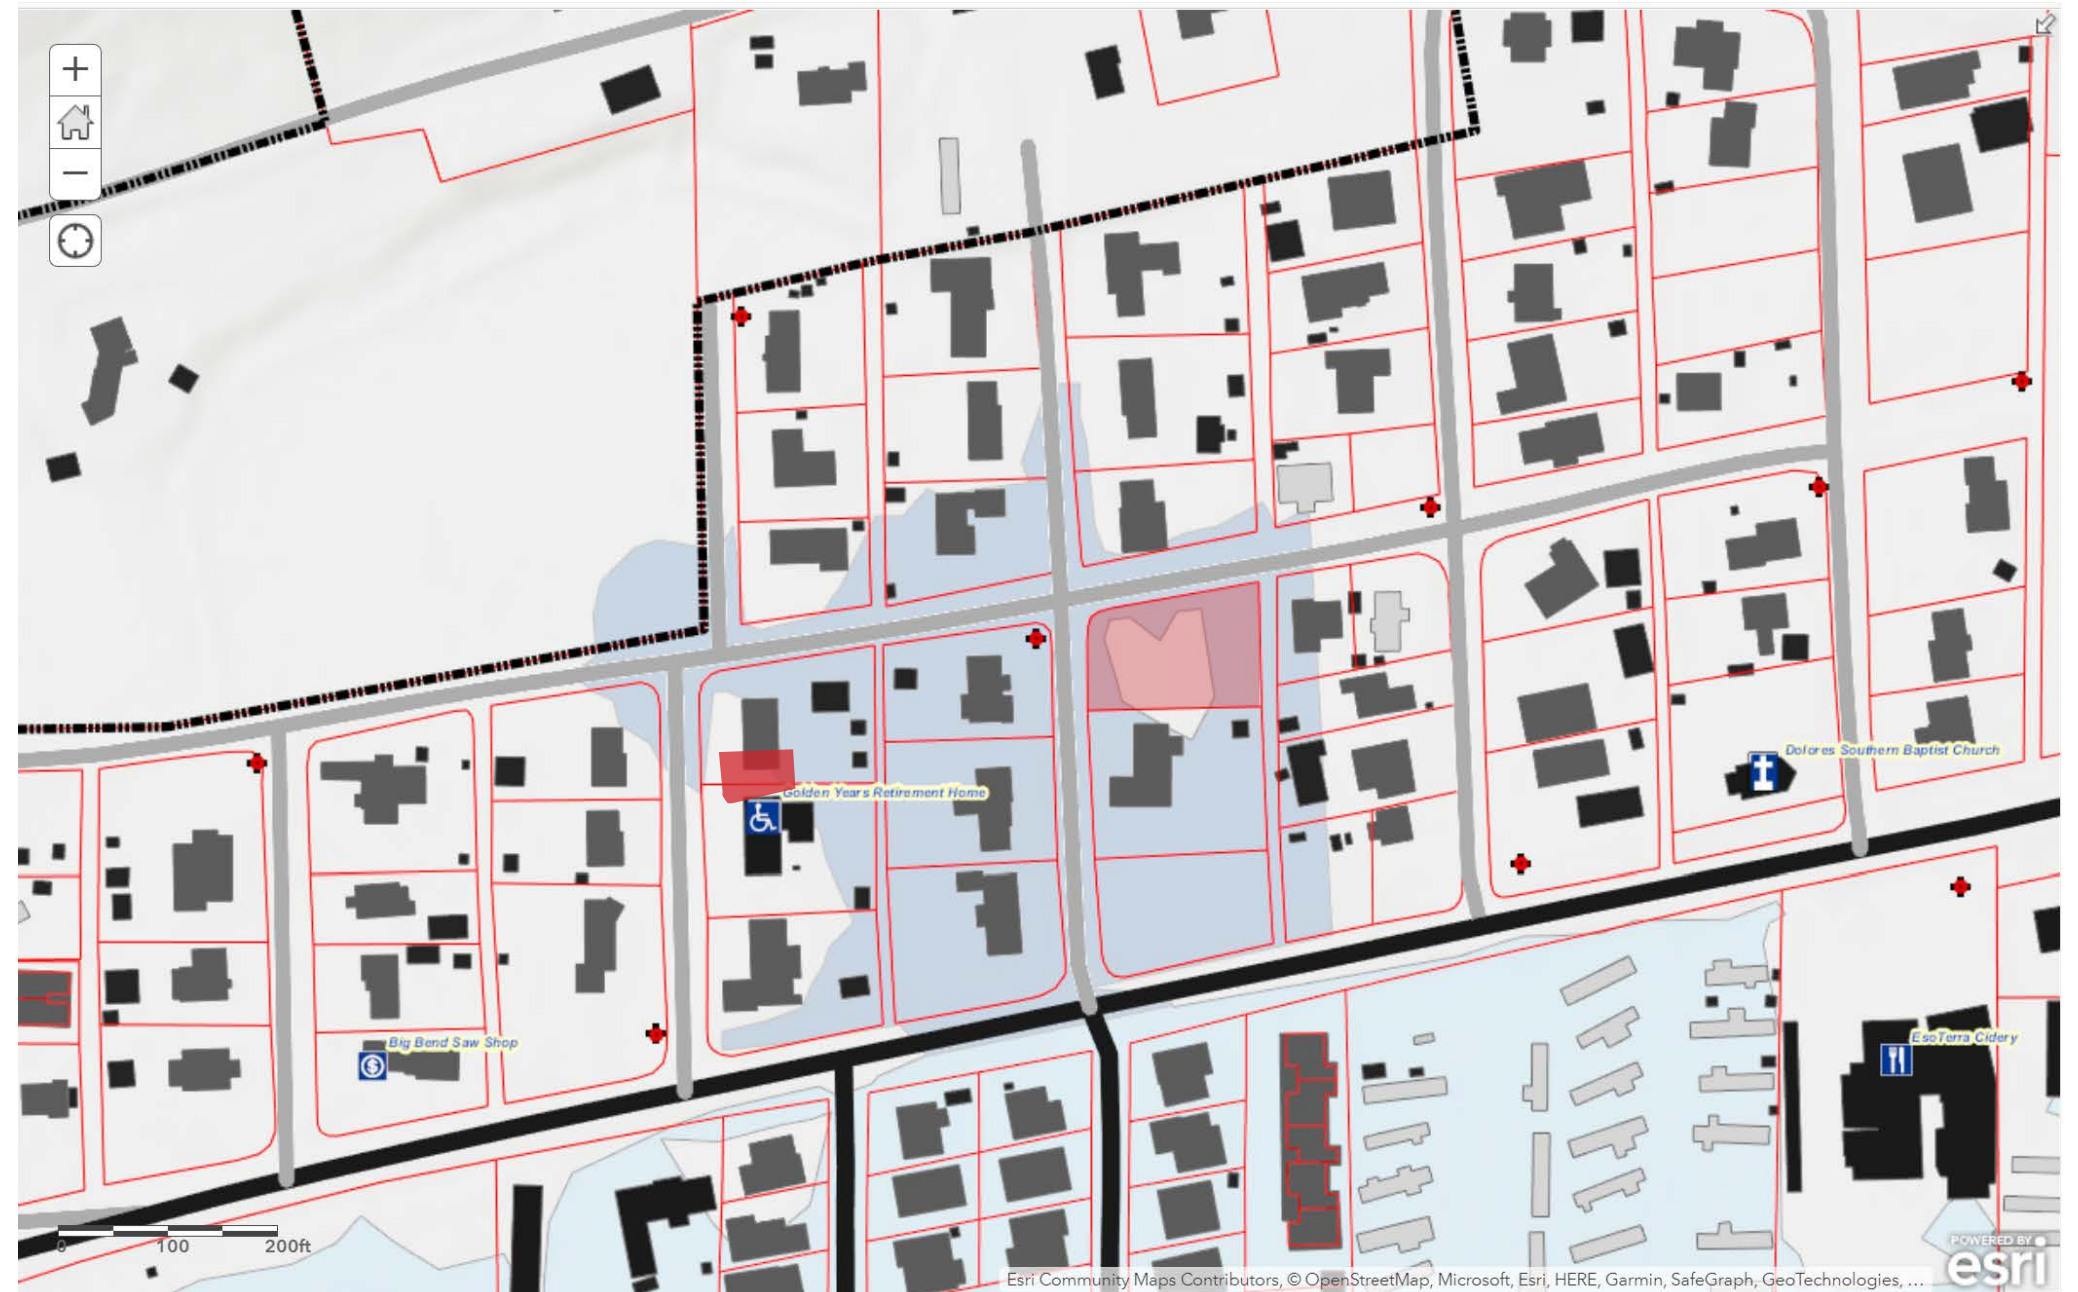 Dolores Southern Baptist Church
Golden Years Retirement Home
Big Bend Saw Shop
EsoTerra Cidery
0 100 200ft
POWERED BY
esri
Esri Community Maps Contributors, © OpenStreetMap, Microsoft, Esri, HERE, Garmin, SafeGraph, GeoTechnologies, ...